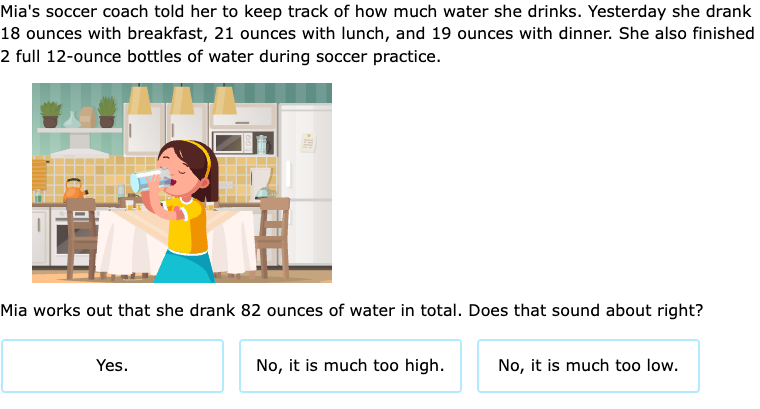 Mia's soccer coach told her to keep track of how much water she drinks. Yesterday she drank
18 ounces with breakfast, 21 ounces with lunch, and 19 ounces with dinner. She also finished
2 full 12-ounce bottles of water during soccer practice.
Mia works out that she drank 82 ounces of water in total. Does that sound about right?
Yes.
No, it is much too high.
No, it is much too low.